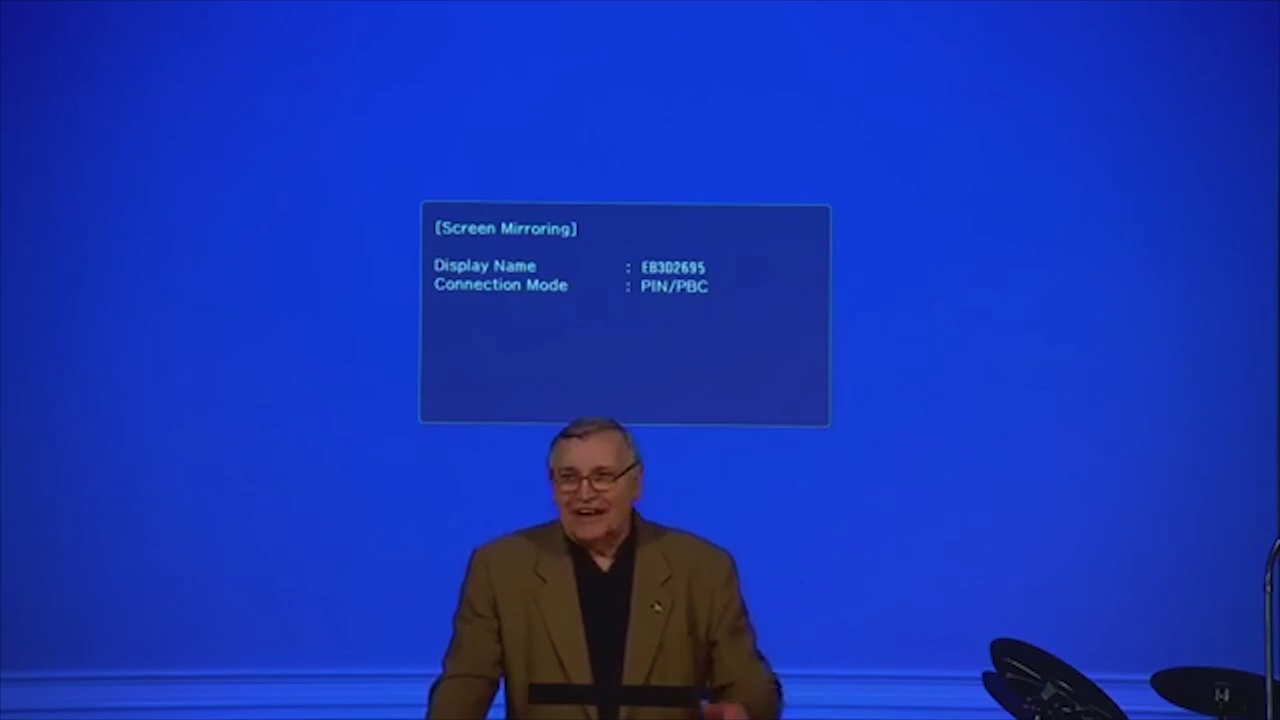 [Screen Mirroring]
Display Name : EB3D2695
Connection Mode : PIN/PBC